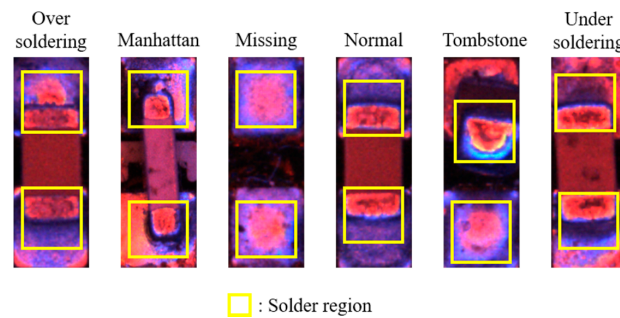 Over
soldering
Manhattan
Missing
Normal
Tombstone
Under
soldering
: Solder region